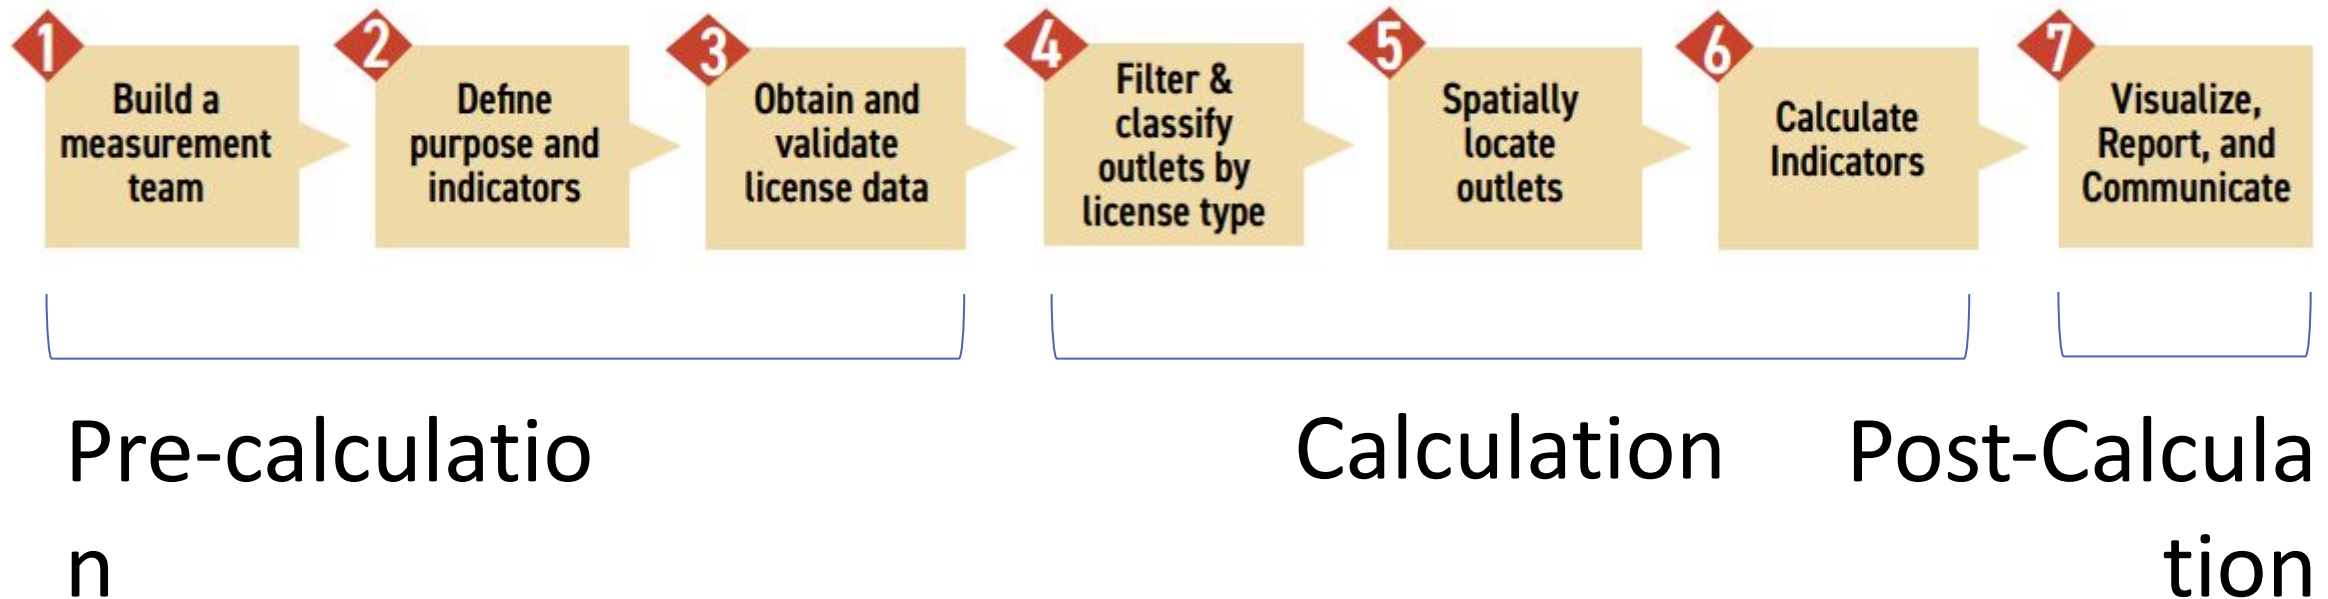 1
Build a
measurement
team
2
Define
purpose and
indicators
3
Obtain and
validate
license data
4
Filter &
classify
outlets by
license type
5
Spatially
locate
outlets
6
Calculate
Indicators
7
Visualize,
Report, and
Communicate
Pre-calculatio
n
Calculation
Post-Calcula
tion